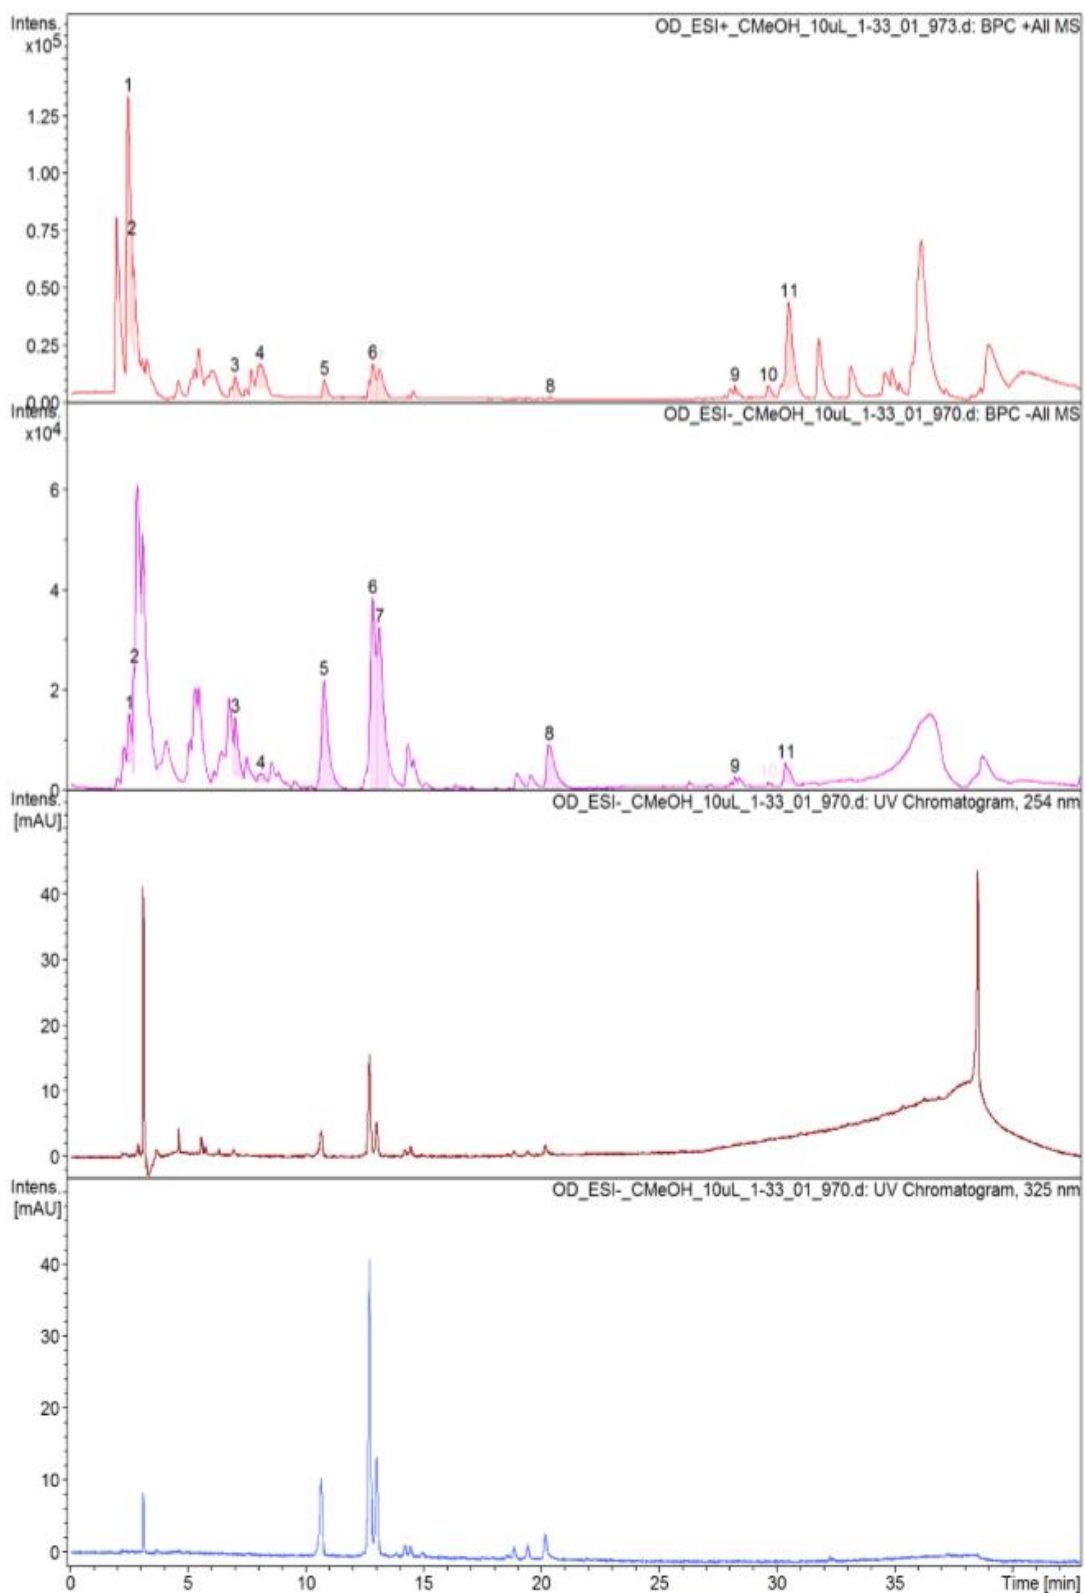 Intens.
x10⁵
OD_ESI+_CMeOH_10uL_1-33_01_973.d: BPC +All MS
1
1.25
1.00
2
0.75
0.50
11
0.25
3 4 5 6 7 8 9 10
0.00
Intens.
x10⁴
OD_ESI-_CMeOH_10uL_1-33_01_970.d: BPC -All MS
6
4
6
7
2
2
5
1 3
8
4
9 10 11
0
Intens.
[mAU]
OD_ESI-_CMeOH_10uL_1-33_01_970.d: UV Chromatogram, 254 nm
40
30
20
10
0
Intens.
[mAU]
OD_ESI-_CMeOH_10uL_1-33_01_970.d: UV Chromatogram, 325 nm
40
30
20
10
0
0 5 10 15 20 25 30 35 Time [min]